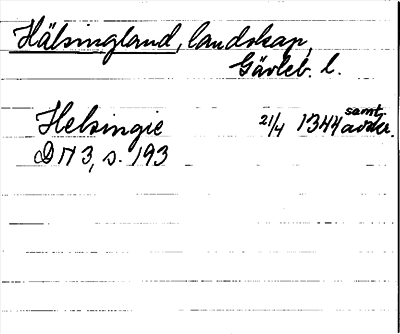 Hälsingland, landskap,
Gävleb. l.
Helsingie 21/4 1344 samt. avskr.
DN 3, s. 193